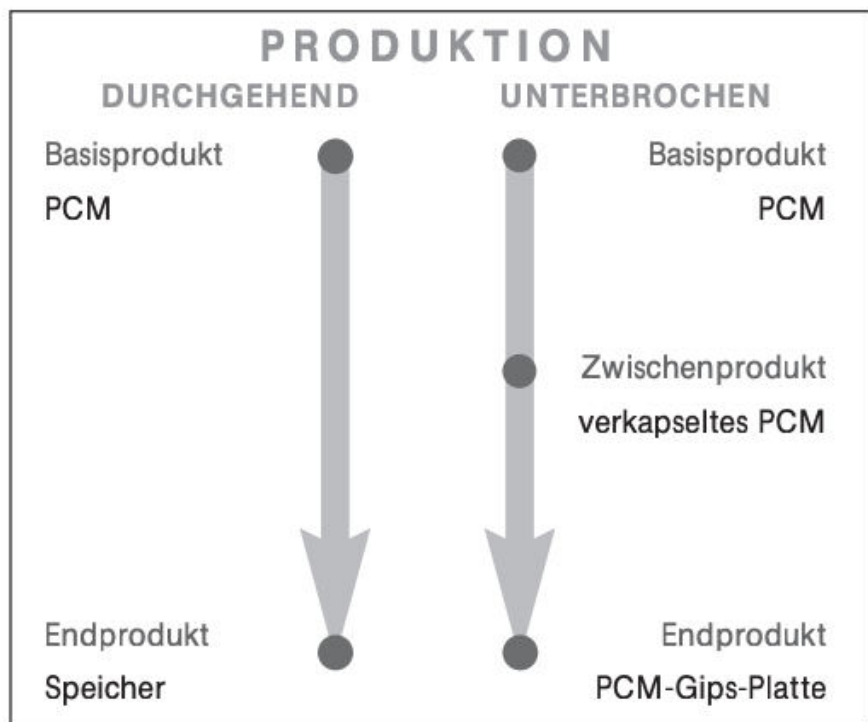 PRODUKTION
DURCHGEHEND
UNTERBROCHEN
Basisprodukt
PCM
Basisprodukt
PCM
Zwischenprodukt
verkapseltes PCM
Endprodukt
Speicher
Endprodukt
PCM-Gips-Platte